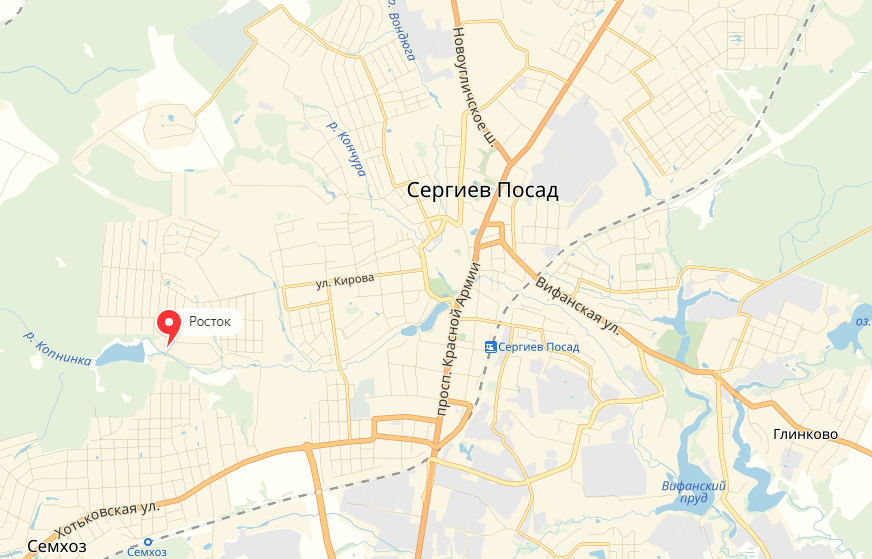 р. Вондюга
Новоугличское ш.
р. Кончура
Сергиев Посад
ул. Кирова
просп. Красной Армии
Вифанская ул.
Росток
р. Копнинка
оз.
Сергиев Посад
Глинково
Вифанский
пруд
Хотьковская ул.
Семхоз
Семхоз